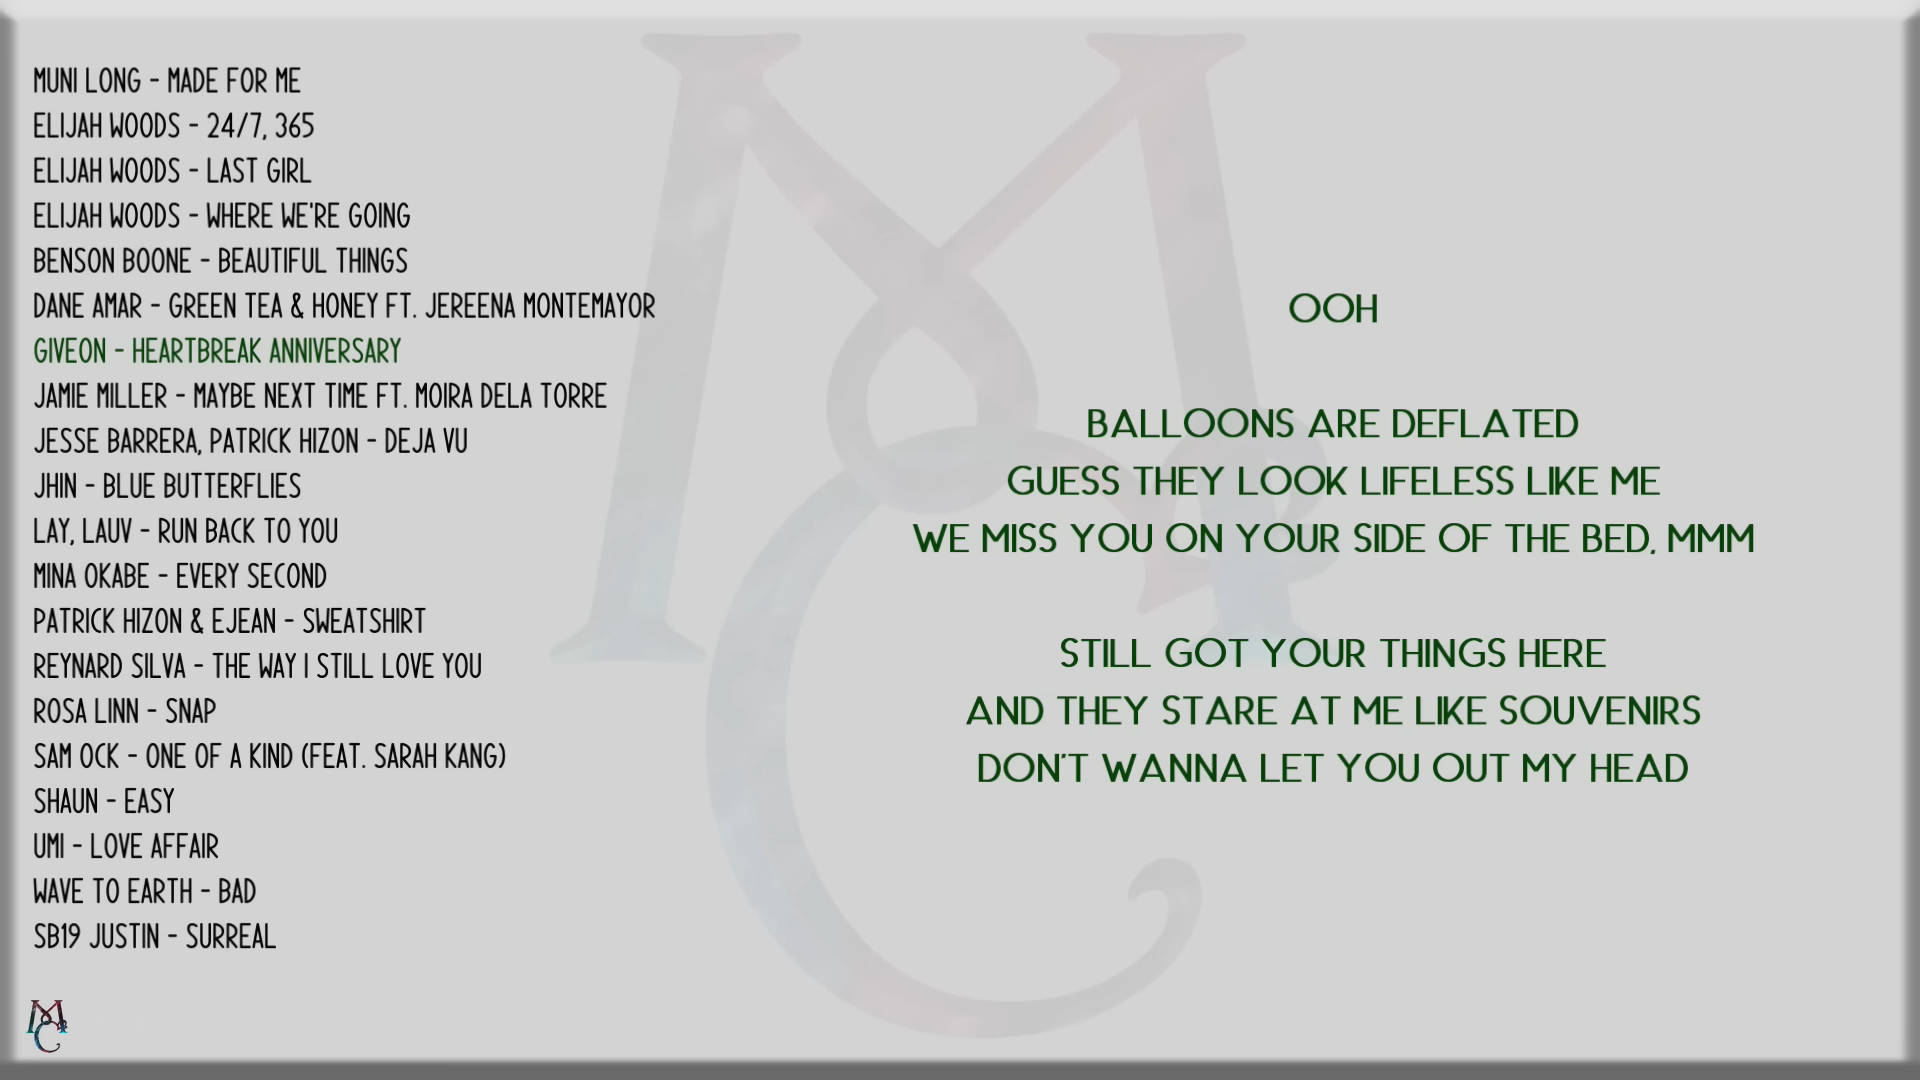 MUNI LONG - MADE FOR ME
ELIJAH WOODS - 24/7, 365
ELIJAH WOODS - LAST GIRL
ELIJAH WOODS - WHERE WE'RE GOING
BENSON BOONE - BEAUTIFUL THINGS
DANE AMAR - GREEN TEA & HONEY FT. JEREENA MONTEMAYOR
GIVEON - HEARTBREAK ANNIVERSARY
JAMIE MILLER - MAYBE NEXT TIME FT. MOIRA DELA TORRE
JESSE BARRERA, PATRICK HIZON - DEJA VU
JHIN - BLUE BUTTERFLIES
LAY, LAUV - RUN BACK TO YOU
MINA OKABE - EVERY SECOND
PATRICK HIZON & EJEAN - SWEATSHIRT
REYNARD SILVA - THE WAY I STILL LOVE YOU
ROSA LINN - SNAP
SAM OCK - ONE OF A KIND (FEAT. SARAH KANG)
SHAUN - EASY
UMI - LOVE AFFAIR
WAVE TO EARTH - BAD
SB19 JUSTIN - SURREAL
OOH
BALLOONS ARE DEFLATED
GUESS THEY LOOK LIFELESS LIKE ME
WE MISS YOU ON YOUR SIDE OF THE BED, MMM
STILL GOT YOUR THINGS HERE
AND THEY STARE AT ME LIKE SOUVENIRS
DON'T WANNA LET YOU OUT MY HEAD
MC